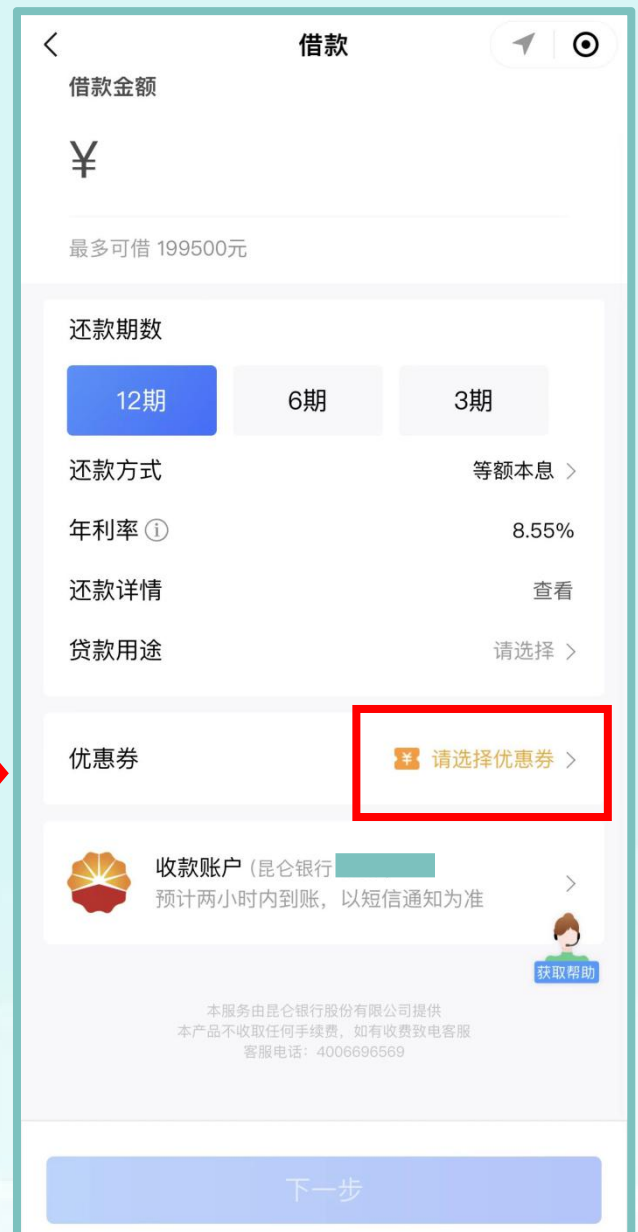 借款
借款金额
¥
最多可借 199500元
还款期数
12期 6期 3期
还款方式 等额本息
年利率 8.55%
还款详情 查看
贷款用途 请选择
优惠券 ¥ 请选择优惠券
收款账户 (昆仑银行
预计两小时内到账，以短信通知为准
获取帮助
本服务由昆仑银行股份有限公司提供
本产品不收取任何手续费，如有收费致电客服
客服电话：4006696569
下一步